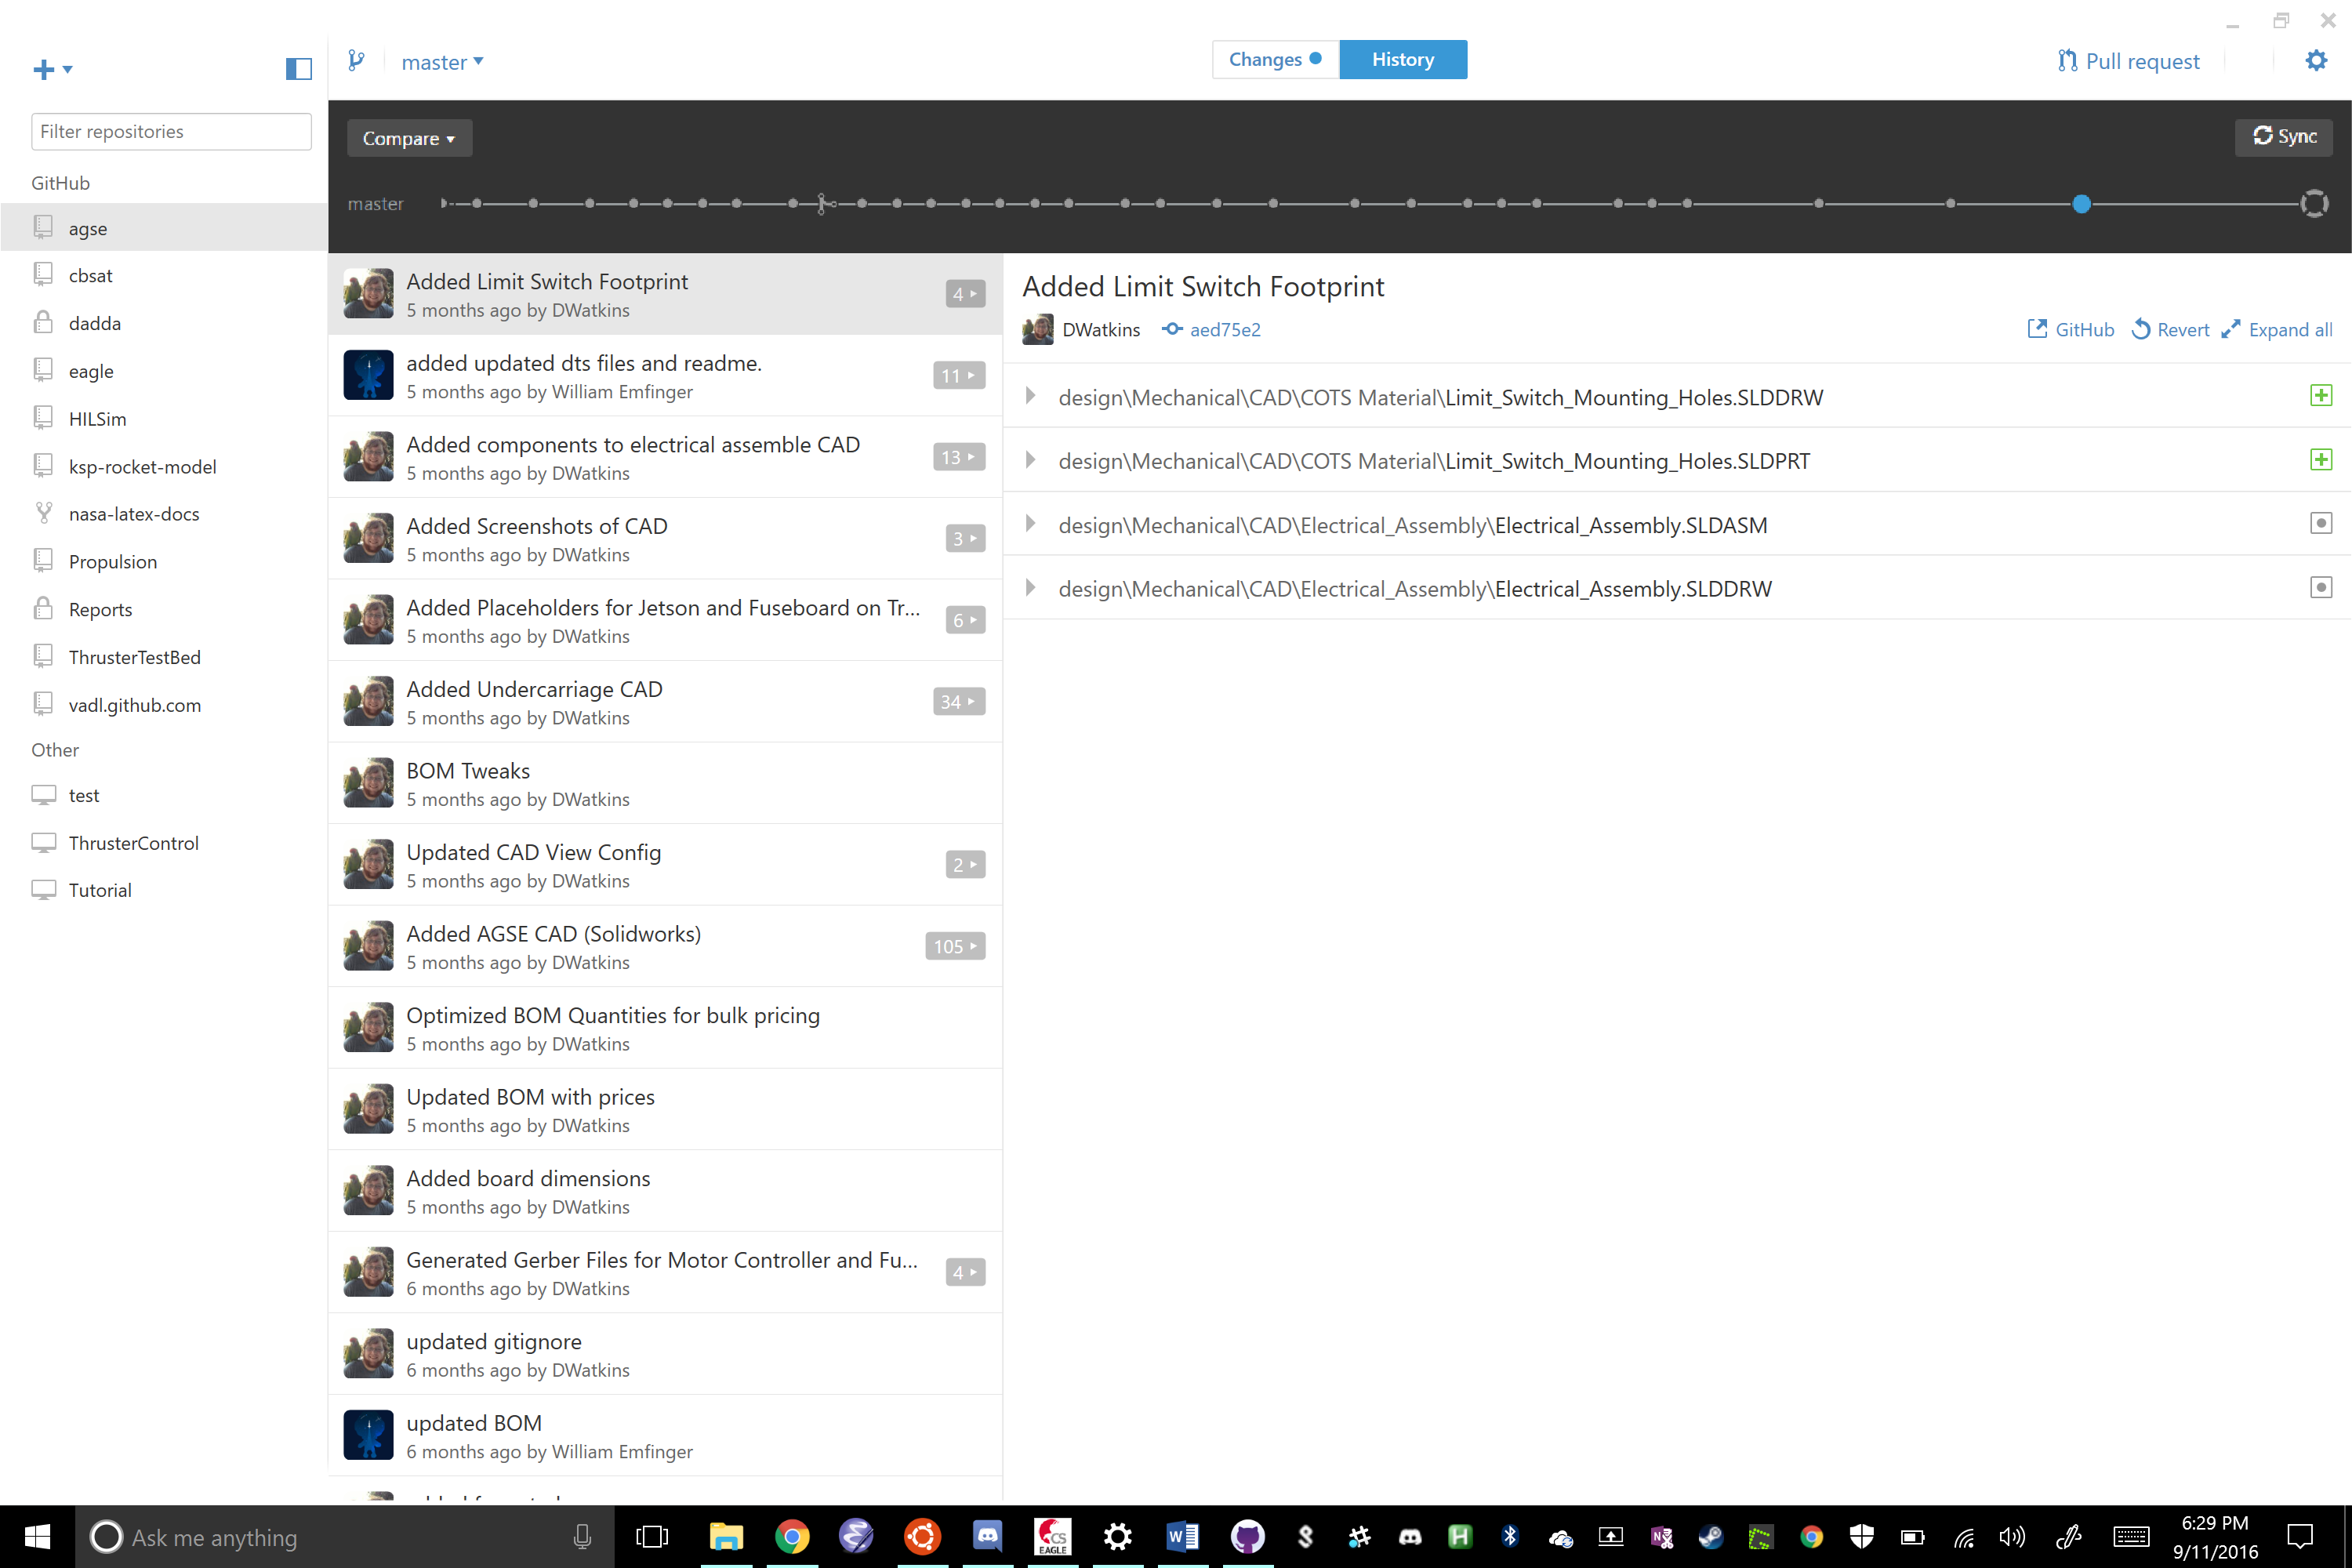 master
Changes
History
Pull request
Filter repositories
GitHub
agse
cbsat
dadda
eagle
HILSim
ksp-rocket-model
nasa-latex-docs
Propulsion
Reports
ThrusterTestBed
vadl.github.com
Other
test
ThrusterControl
Tutorial
Compare
Sync
master
Added Limit Switch Footprint
5 months ago by DWatkins
4
added updated dts files and readme.
5 months ago by William Emfinger
11
Added components to electrical assemble CAD
5 months ago by DWatkins
13
Added Screenshots of CAD
5 months ago by DWatkins
3
Added Placeholders for Jetson and Fuseboard on Tr...
5 months ago by DWatkins
6
Added Undercarriage CAD
5 months ago by DWatkins
34
BOM Tweaks
5 months ago by DWatkins
Updated CAD View Config
5 months ago by DWatkins
2
Added AGSE CAD (Solidworks)
5 months ago by DWatkins
105
Optimized BOM Quantities for bulk pricing
5 months ago by DWatkins
Updated BOM with prices
5 months ago by DWatkins
Added board dimensions
5 months ago by DWatkins
Generated Gerber Files for Motor Controller and Fu...
6 months ago by DWatkins
4
updated gitignore
6 months ago by DWatkins
updated BOM
6 months ago by William Emfinger
Added Limit Switch Footprint
DWatkins aed75e2
GitHub Revert Expand all
design\Mechanical\CAD\COTS Material\Limit_Switch_Mounting_Holes.SLDDRW
design\Mechanical\CAD\COTS Material\Limit_Switch_Mounting_Holes.SLDPRT
design\Mechanical\CAD\Electrical_Assembly\Electrical_Assembly.SLDASM
design\Mechanical\CAD\Electrical_Assembly\Electrical_Assembly.SLDDRW
Ask me anything
CS
EAGLE
6:29 PM
9/11/2016